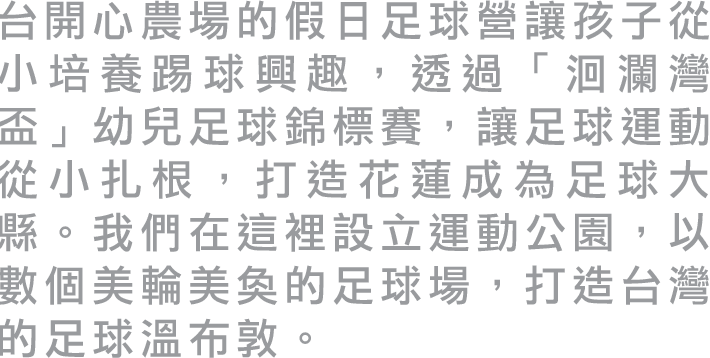 台開心農場的假日足球營讓孩子從
小培養踢球興趣，透過「洄瀾灣
盃」幼兒足球錦標賽，讓足球運動
從小扎根，打造花蓮成為足球大
縣。我們在這裡設立運動公園，以
數個美輪美奐的足球場，打造台灣
的足球溫布敦。